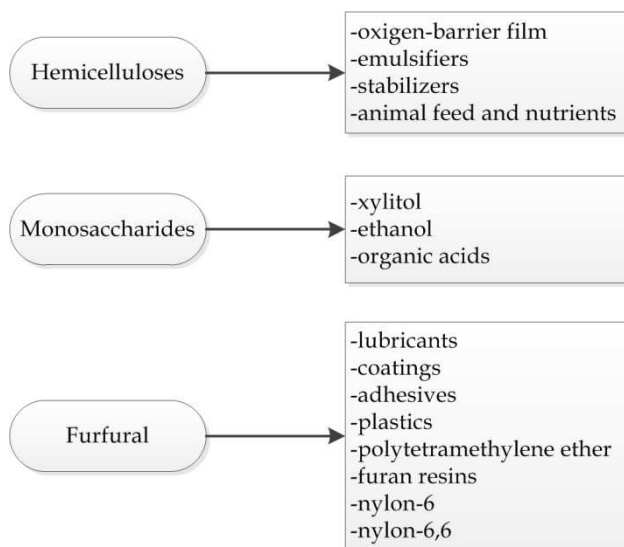 Hemicelluloses
-oxigen-barrier film
-emulsifiers
-stabilizers
-animal feed and nutrients
Monosaccharides
-xylitol
-ethanol
-organic acids
Furfural
-lubricants
-coatings
-adhesives
-plastics
-polytetramethylene ether
-furan resins
-nylon-6
-nylon-6,6